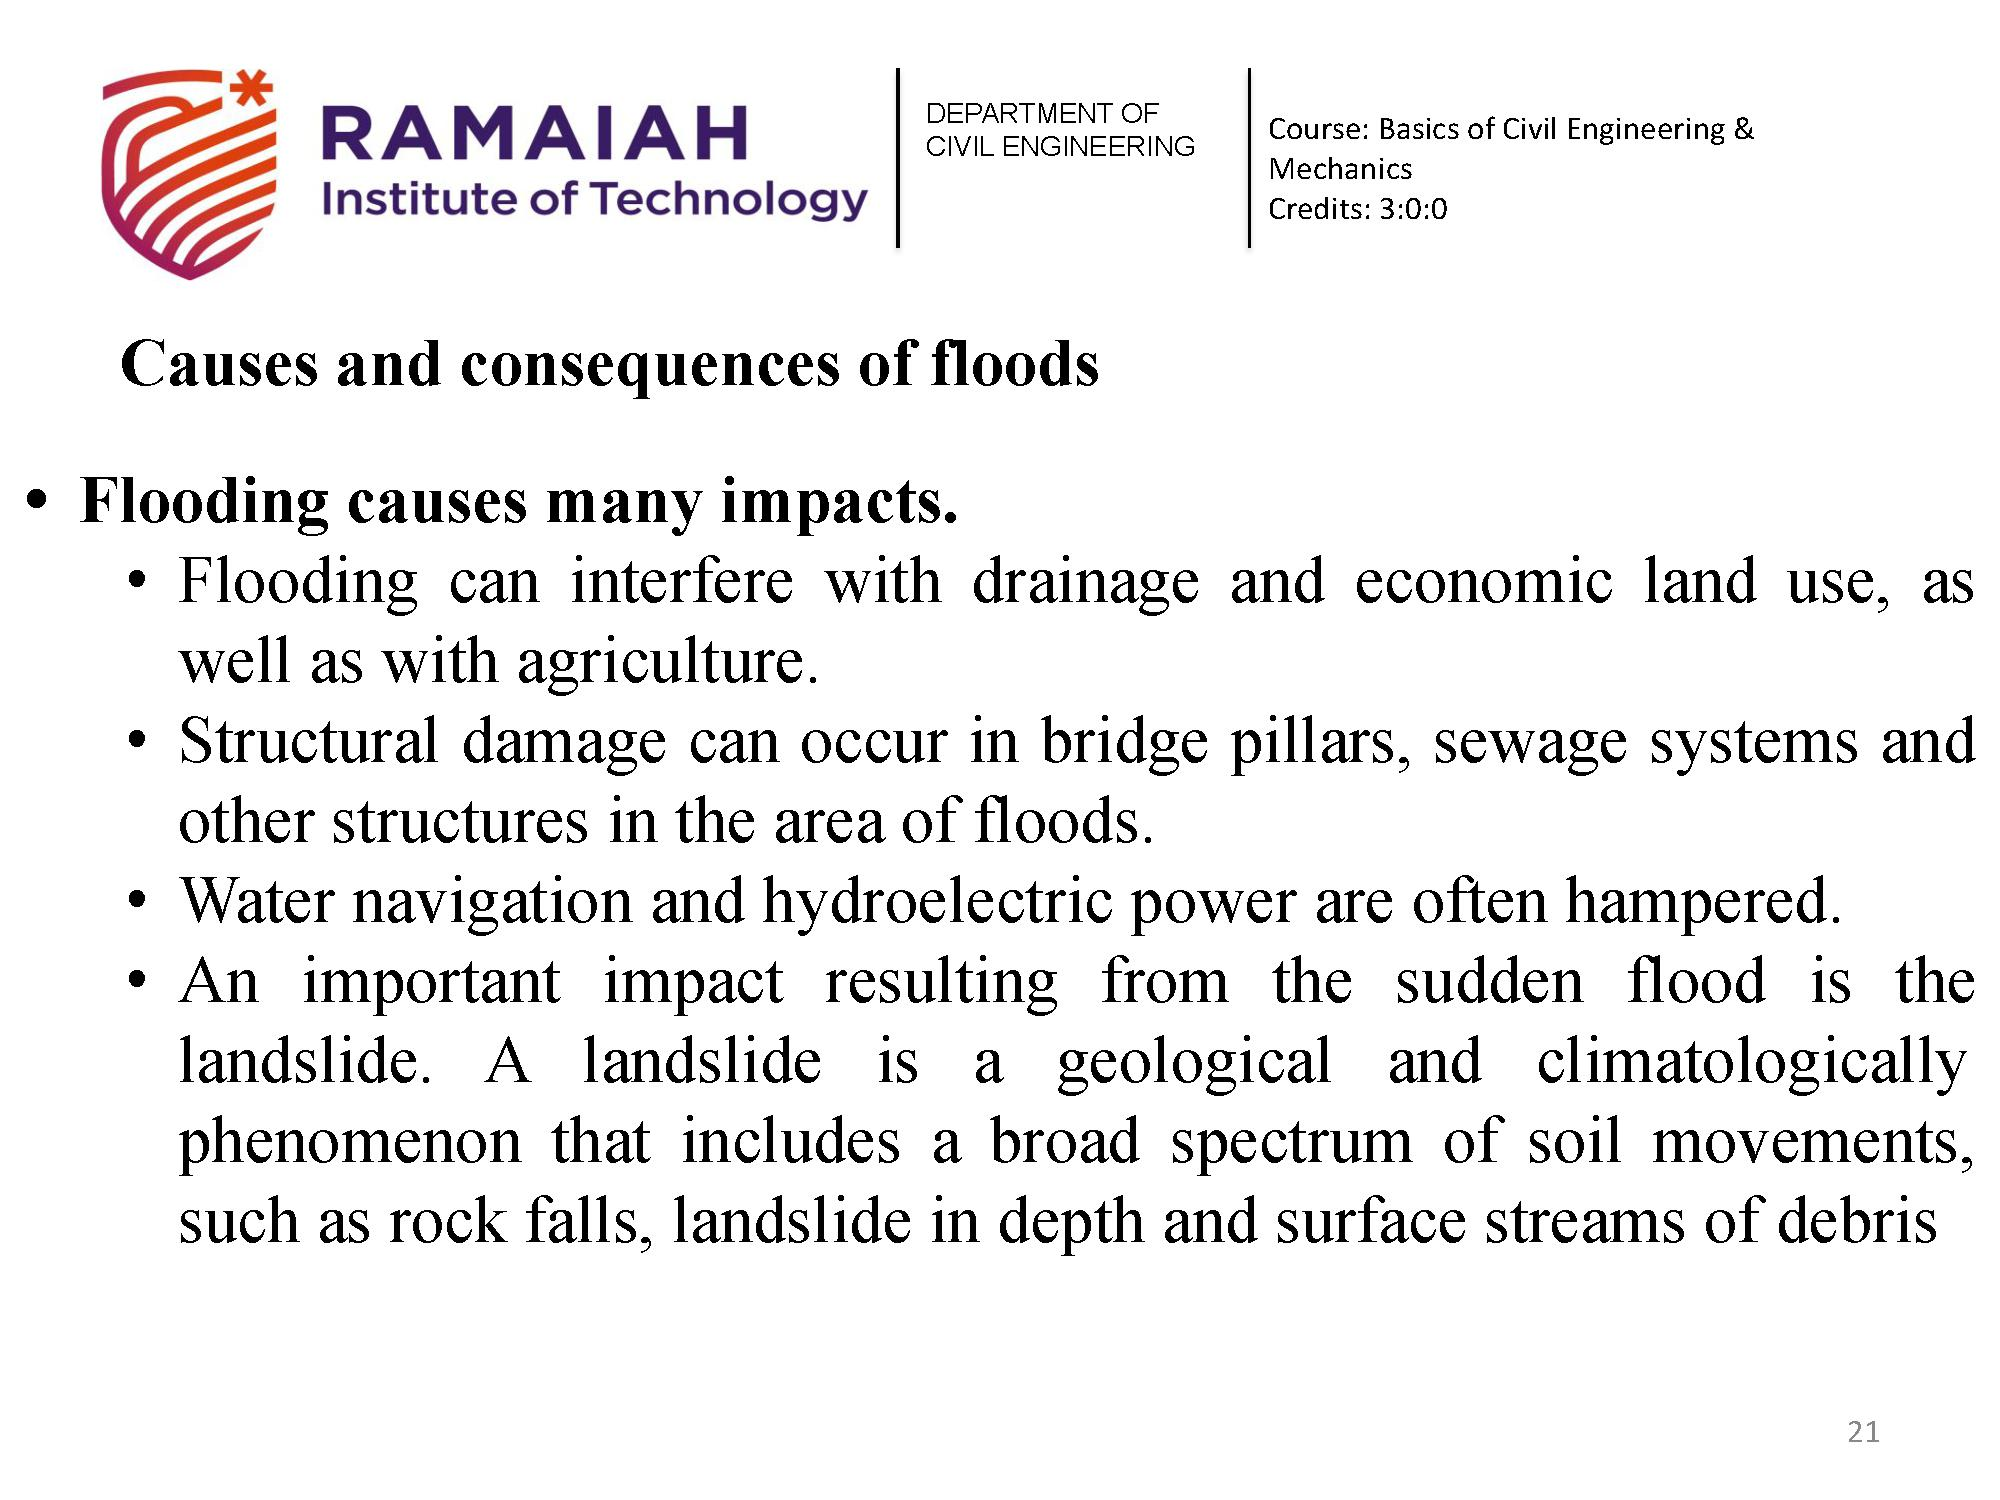 RAMAIAH
Institute of Technology
DEPARTMENT OF
CIVIL ENGINEERING
Course: Basics of Civil Engineering &
Mechanics
Credits: 3:0:0
Causes and consequences of floods
• Flooding causes many impacts.
• Flooding can interfere with drainage and economic land use, as
well as with agriculture.
• Structural damage can occur in bridge pillars, sewage systems and
other structures in the area of floods.
• Water navigation and hydroelectric power are often hampered.
• An important impact resulting from the sudden flood is the
landslide. A landslide is a geological and climatologically
phenomenon that includes a broad spectrum of soil movements,
such as rock falls, landslide in depth and surface streams of debris
21